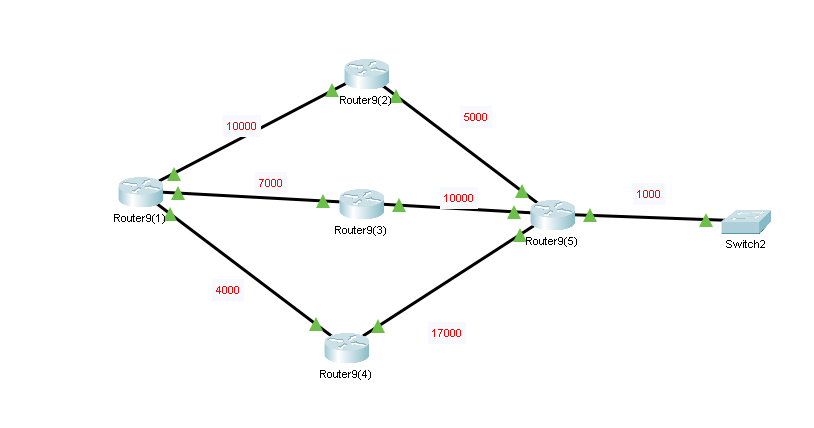 Router9(2)
5000
10000
7000
10000
1000
Router9(1)
Router9(3)
Router9(5)
Switch2
4000
17000
Router9(4)